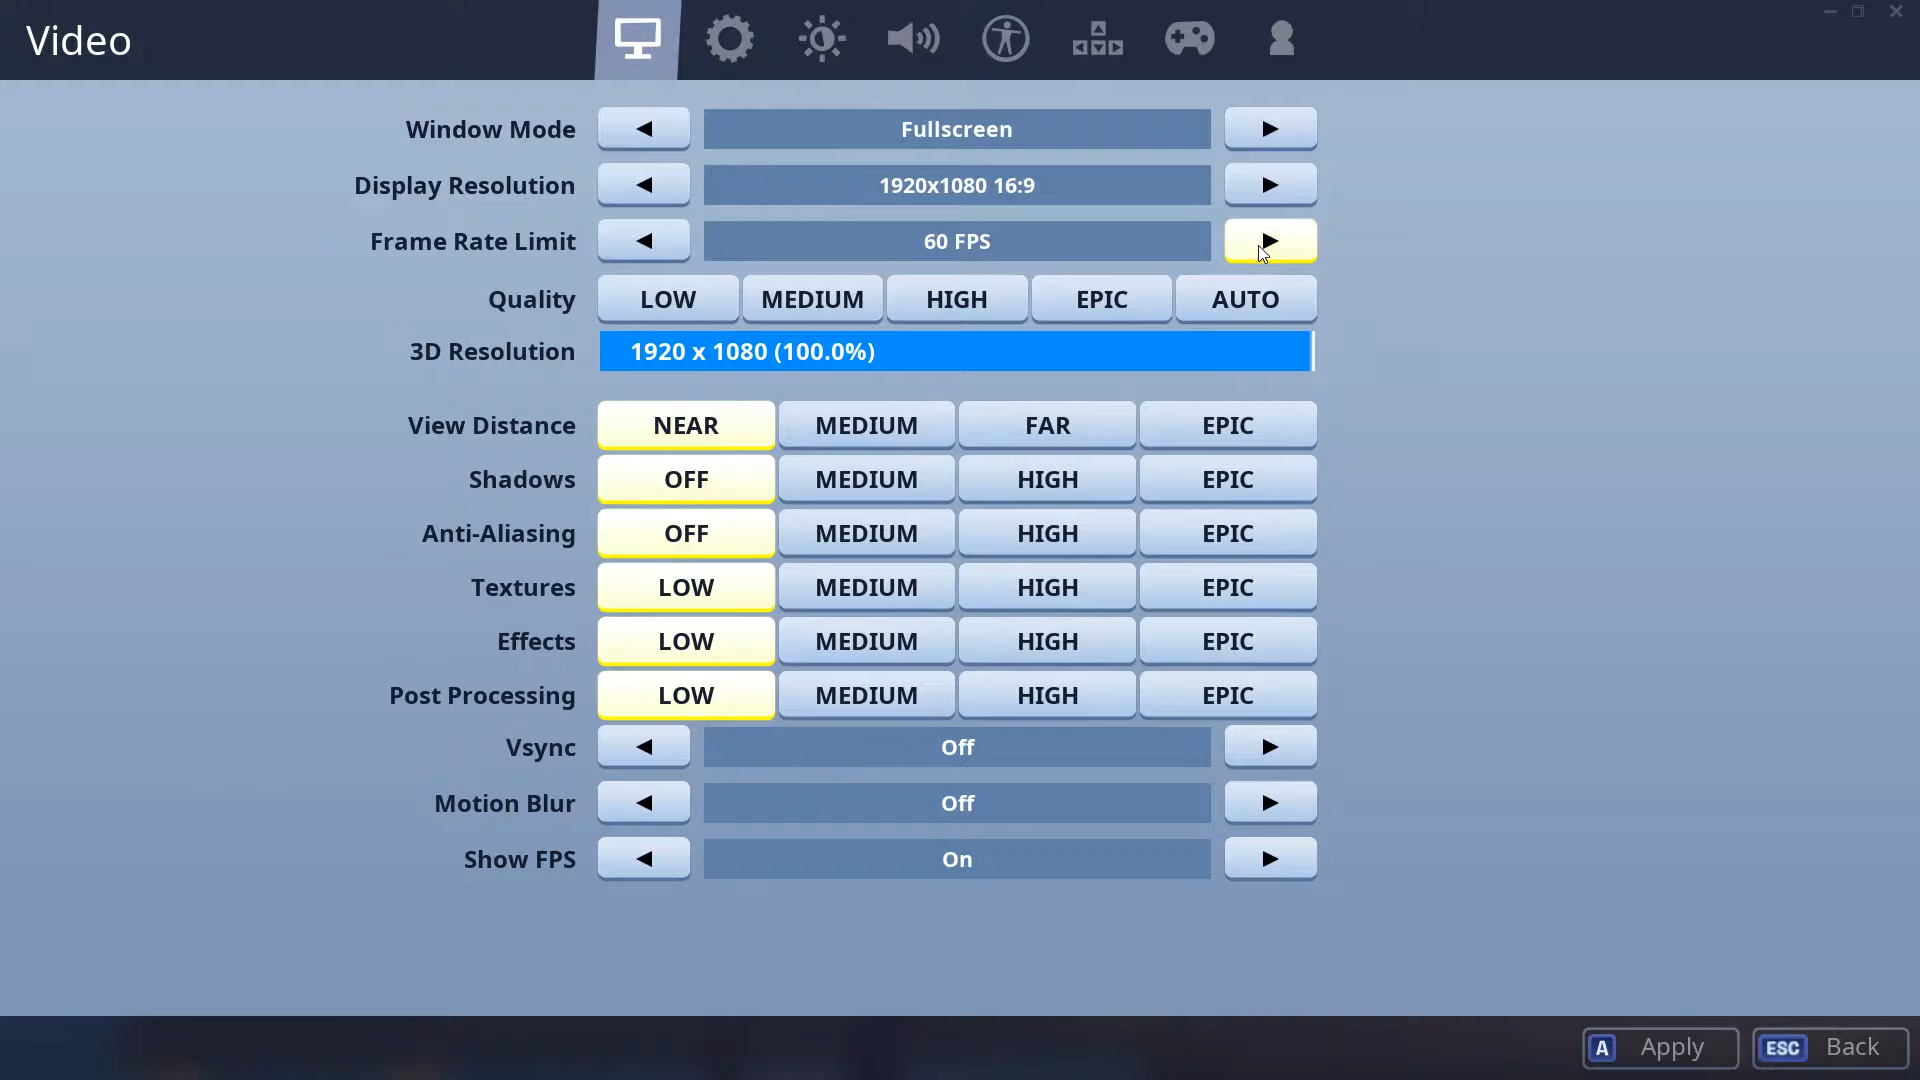 Video
Window Mode Fullscreen
Display Resolution 1920x1080 16:9
Frame Rate Limit 60 FPS
Quality LOW MEDIUM HIGH EPIC AUTO
3D Resolution 1920 x 1080 (100.0%)
View Distance NEAR MEDIUM FAR EPIC
Shadows OFF MEDIUM HIGH EPIC
Anti-Aliasing OFF MEDIUM HIGH EPIC
Textures LOW MEDIUM HIGH EPIC
Effects LOW MEDIUM HIGH EPIC
Post Processing LOW MEDIUM HIGH EPIC
Vsync Off
Motion Blur Off
Show FPS On
A Apply ESC Back